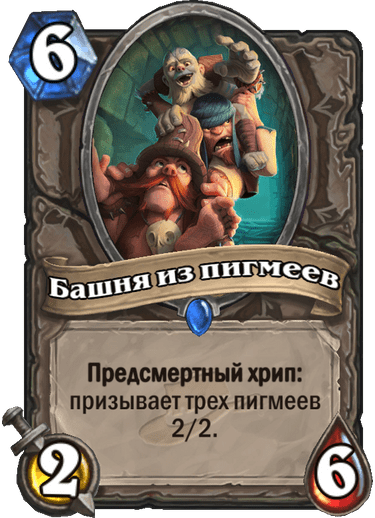 6
Башня из пигмеев
Предсмертный хрип:
призывает трех пигмеев
2/2.
2
6